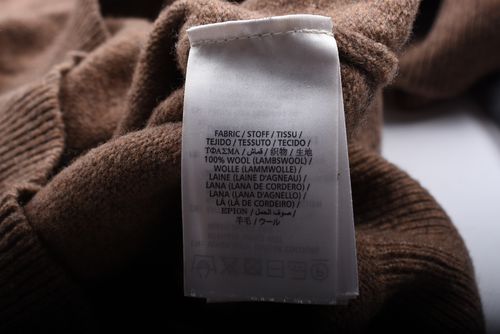 FABRIC / STOFF / TISSU /
TEJIDO / TESSUTO / TECIDO /
ΤΦΑΣΜΑ / قماش / 织物 / 生地
100% WOOL (LAMBSWOOL) /
WOLLE (LAMMWOLLE) /
LAINE (LAINE D'AGNEAU) /
LANA (LANA DE CORDERO) /
LANA (LANA D'AGNELLO) /
LÃ (LÃ DE CORDEIRO) /
ΕΡΙΟΝ / صوف الحمل /
羊毛 / ウール